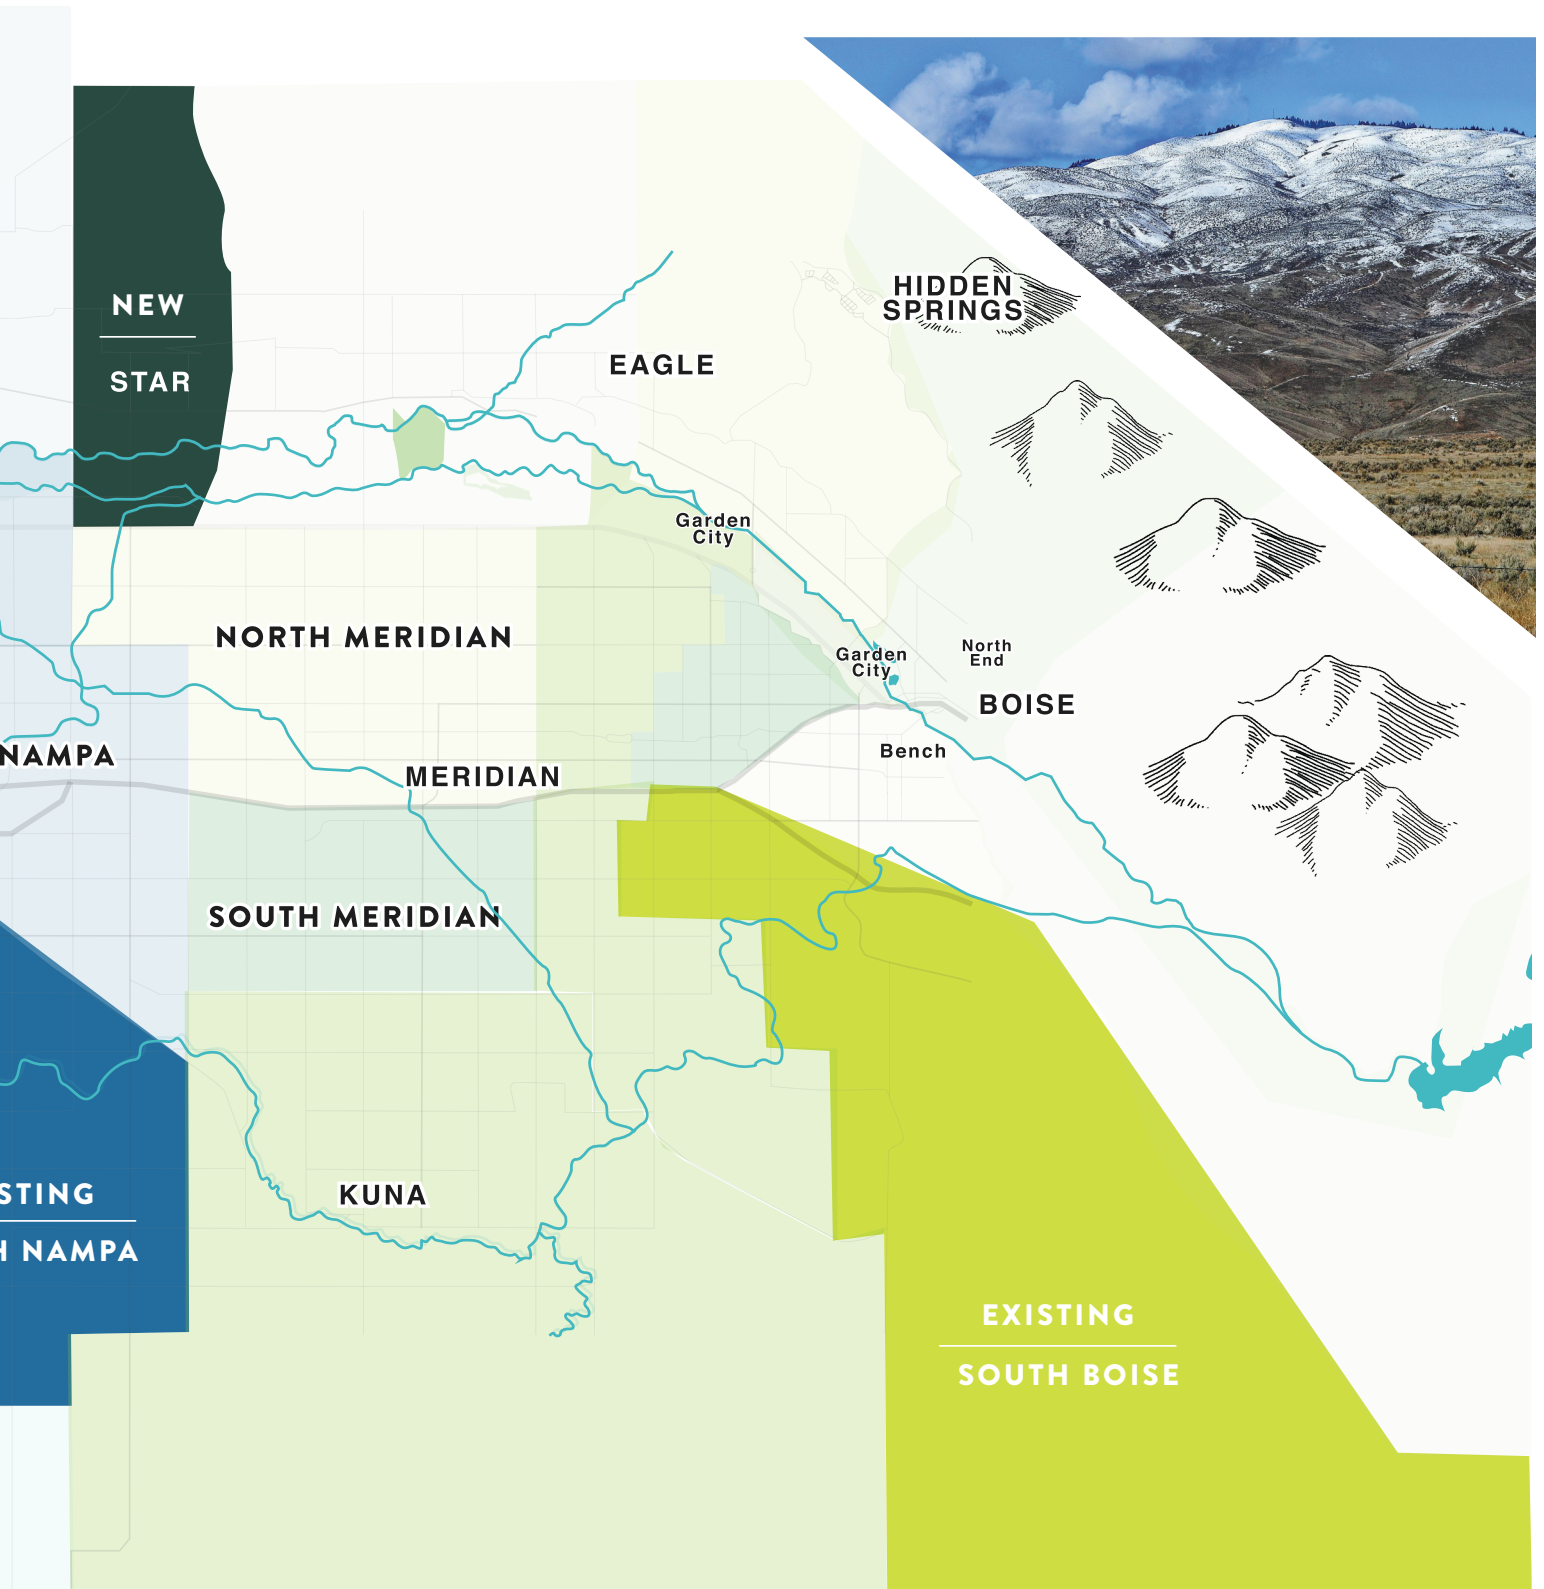 HIDDEN
SPRINGS
NEW
STAR
EAGLE
Garden
City
NORTH MERIDIAN
Garden
City
North
End
BOISE
NAMPA
MERIDIAN
Bench
SOUTH MERIDIAN
STING
H NAMPA
KUNA
EXISTING
SOUTH BOISE